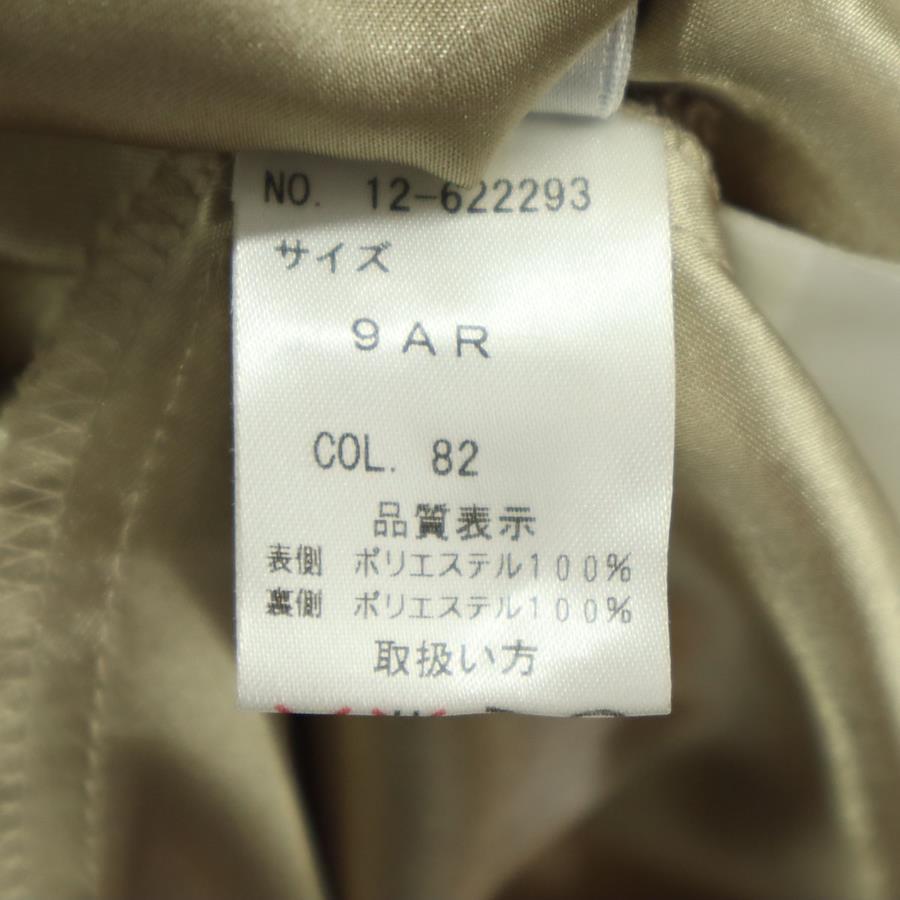 NO. 12-622293
サイズ
9AR
COL. 82
品質表示
表側 ポリエステル100%
裏側 ポリエステル100%
取扱い方